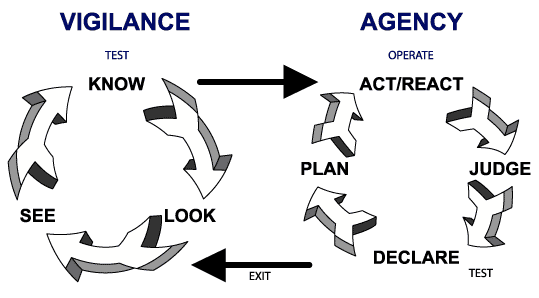 VIGILANCE
AGENCY
TEST
OPERATE
KNOW
ACT/REACT
PLAN
JUDGE
SEE
LOOK
DECLARE
EXIT
TEST